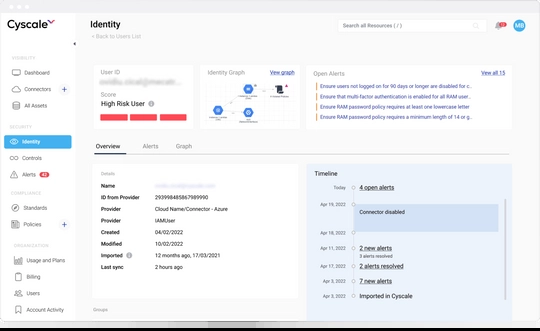 Cyscale
Identity
< Back to Users List
Search all Resources ( / )
MB
VISIBILITY
Dashboard
Connectors
+
All Assets
SECURITY
Identity
Controls
Alerts
42
COMPLIANCE
Standards
Policies
+
ORGANIZATION
Usage and Plans
Billing
Users
Account Activity
User ID
Score
High Risk User
Identity Graph
View graph
Open Alerts
View all 15
Ensure users not logged on for 90 days or longer are disabled for c..
Ensure that multi-factor authentication is enabled for all RAM user...
Ensure RAM password policy requires at least one lowercase letter
Ensure RAM password policy requires a minimum length of 14 or g..
Overview
Alerts
Graph
Details
Name
ID from Provider 293998485867989990
Provider Cloud Name/Connector - Azure
Provider IAMUser
Created 04/02/2022
Modified 10/02/2022
Imported 12 months ago, 17/03/2021
Last sync 2 hours ago
Groups
Timeline
Today 4 open alerts
Apr 19, 2022
Connector disabled
Apr 18, 2022
Apr 11, 2022 2 new alerts
3 alerts resolved
Apr 17, 2022 2 alerts resolved
Apr 3, 2022 7 new alerts
Apr 3, 2022 Imported in Cyscale